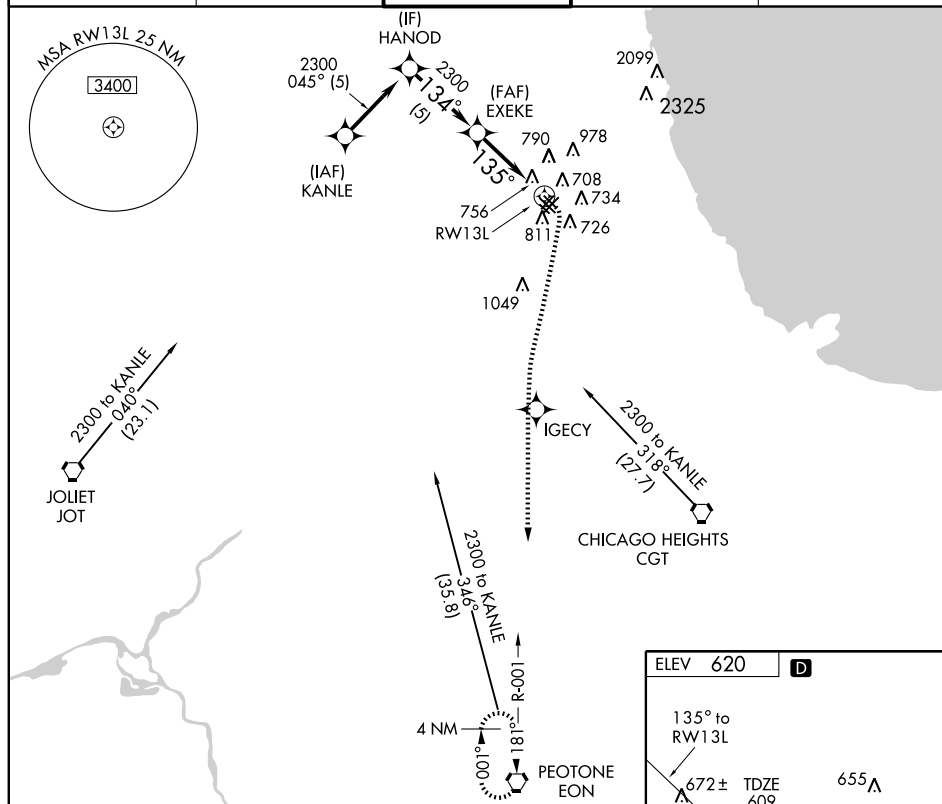 MSA RW13L 25 NM
3400
(IF)
HANOD
2300
045° (5)
2300
134°
(5)
(FAF)
EXEKE
135°
(IAF)
KANLE
2099
2325
790
978
708
734
756
RW13L
811
726
1049
2300 to KANLE
040°
(23.1)
JOLIET
JOT
IGECY
2300 to KANLE
318°
(27.7)
CHICAGO HEIGHTS
CGT
2300 to KANLE
346°
(35.8)
R-001
181°
4 NM
001°
PEOTONE
EON
ELEV 620
D
135° to
RW13L
672±
TDZE
609
655